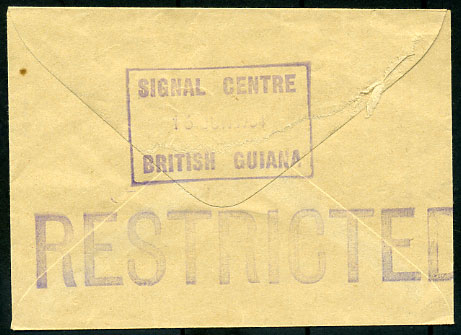 SIGNAL CENTRE
BRITISH GUIANA
RESTRICTED